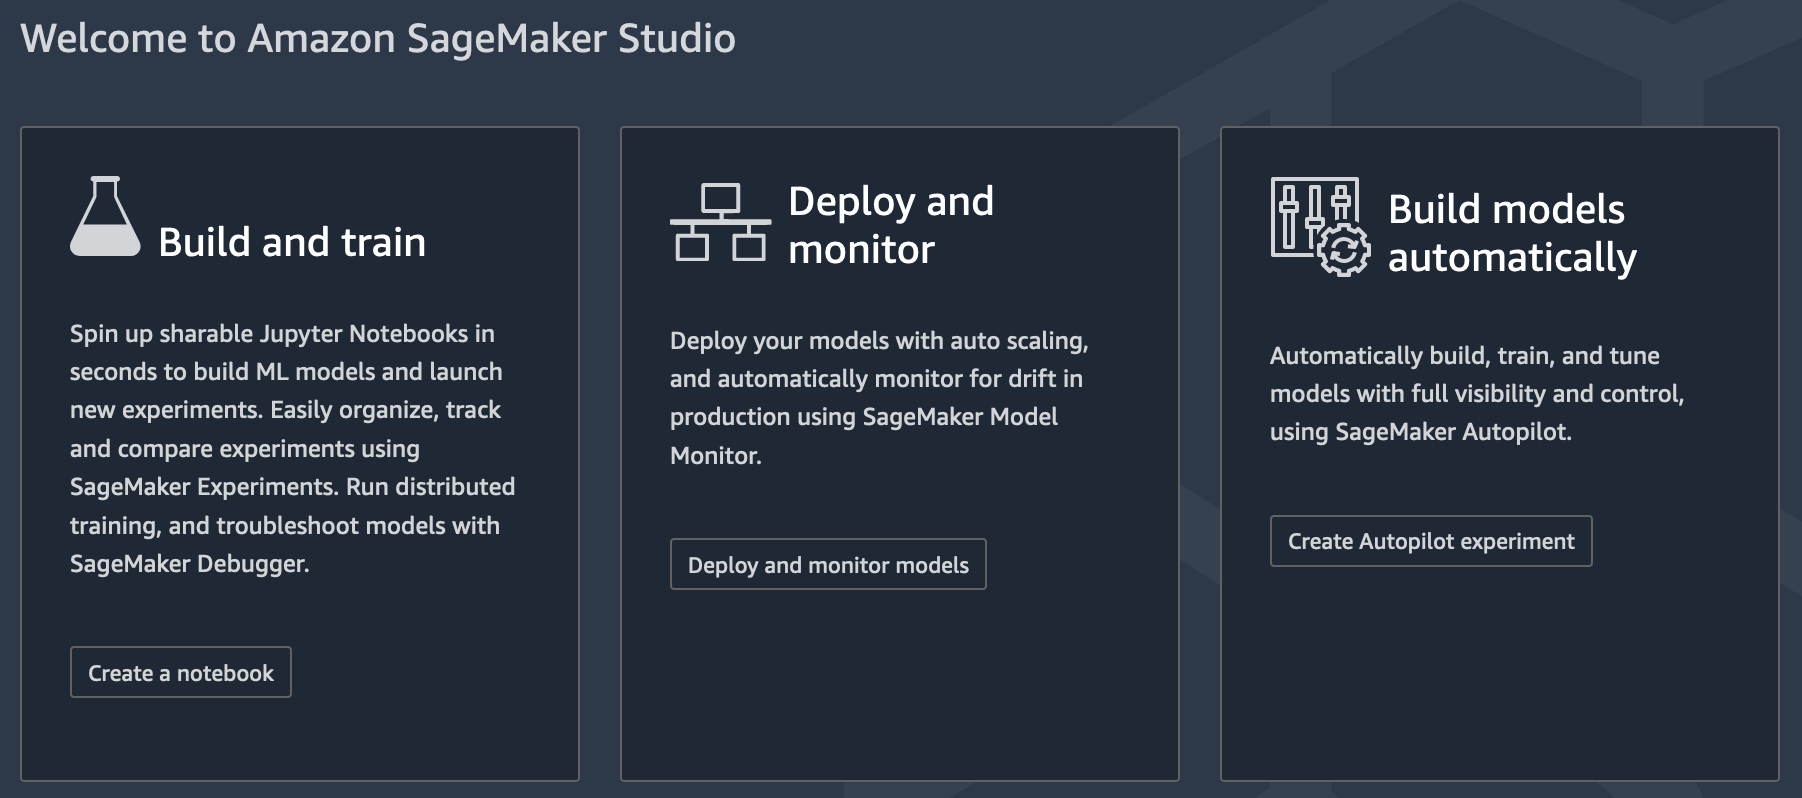 Welcome to Amazon SageMaker Studio
Build and train
Spin up sharable Jupyter Notebooks in
seconds to build ML models and launch
new experiments. Easily organize, track
and compare experiments using
SageMaker Experiments. Run distributed
training, and troubleshoot models with
SageMaker Debugger.
Create a notebook
Deploy and
monitor
Deploy your models with auto scaling,
and automatically monitor for drift in
production using SageMaker Model
Monitor.
Deploy and monitor models
Build models
automatically
Automatically build, train, and tune
models with full visibility and control,
using SageMaker Autopilot.
Create Autopilot experiment